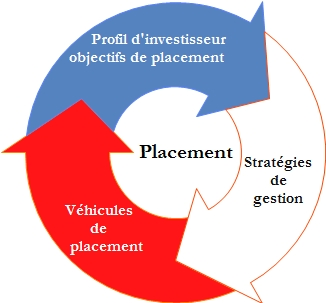 Profil d'investisseur
objectifs de placement
Placement
Stratégies
de
gestion
Véhicules
de
placement